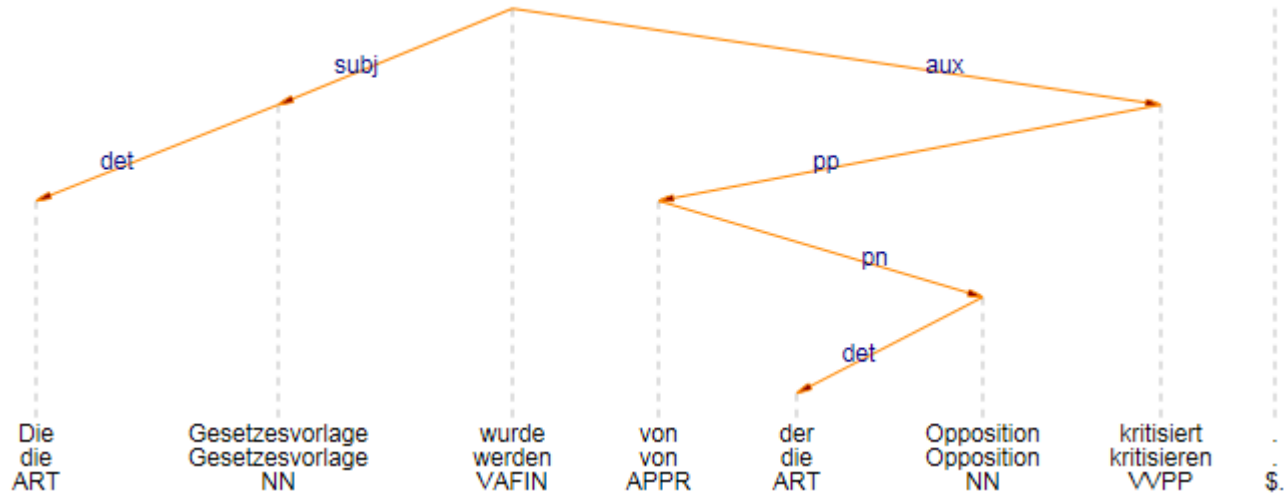 subj aux
det pp
pn
det
Die Gesetzesvorlage wurde von der Opposition kritisiert .
die Gesetzesvorlage werden von die Opposition kritisieren .
ART NN VAFIN APPR ART NN VVPP $.